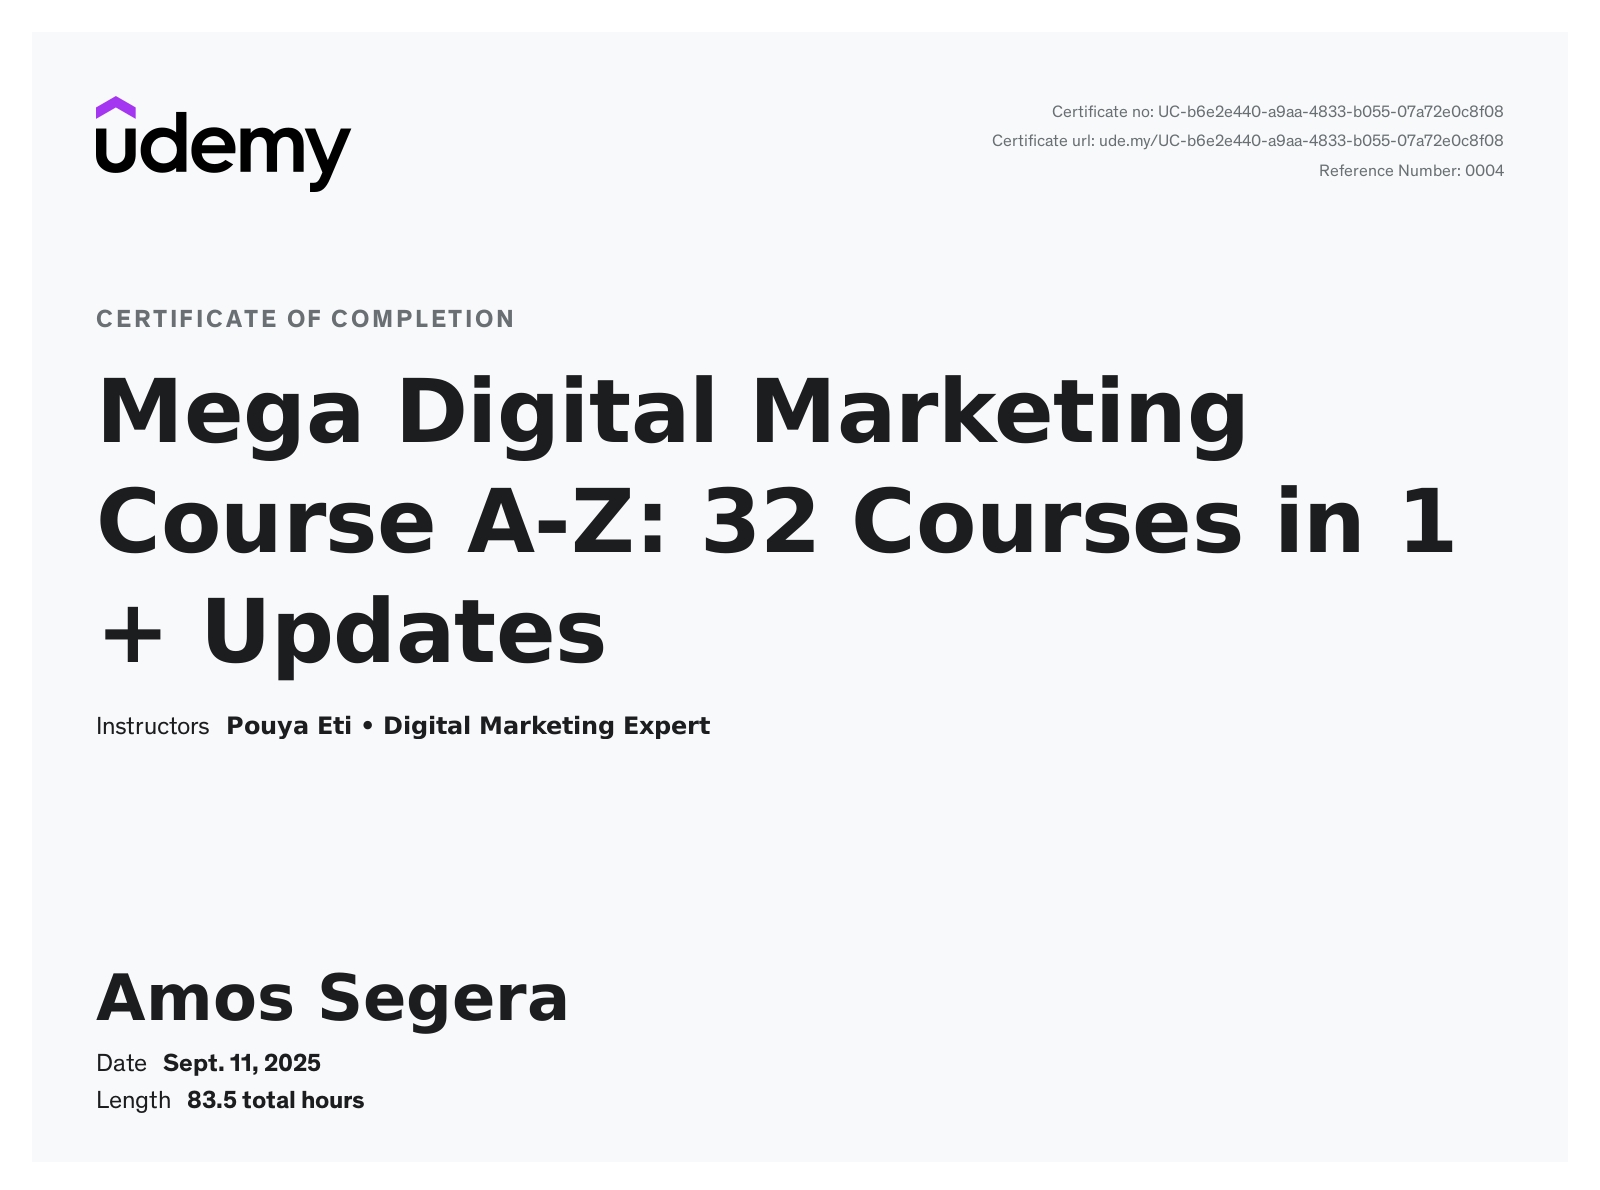 udemy
Certificate no: UC-b6e2e440-a9aa-4833-b055-07a72e0c8f08
Certificate url: ude.my/UC-b6e2e440-a9aa-4833-b055-07a72e0c8f08
Reference Number: 0004
CERTIFICATE OF COMPLETION
Mega Digital Marketing
Course A-Z: 32 Courses in 1
+ Updates
Instructors Pouya Eti • Digital Marketing Expert
Amos Segera
Date Sept. 11, 2025
Length 83.5 total hours